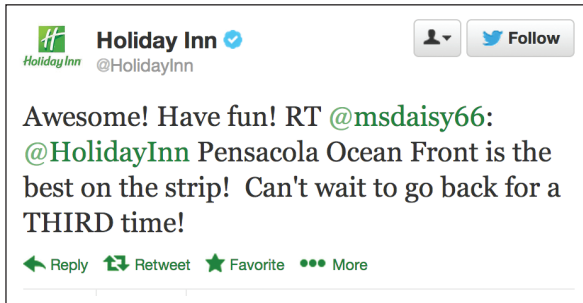 Holiday Inn
Holiday Inn
@HolidayInn
Follow
Awesome! Have fun! RT @msdaisy66:
@HolidayInn Pensacola Ocean Front is the
best on the strip!  Can't wait to go back for a
THIRD time!
Reply Retweet Favorite More